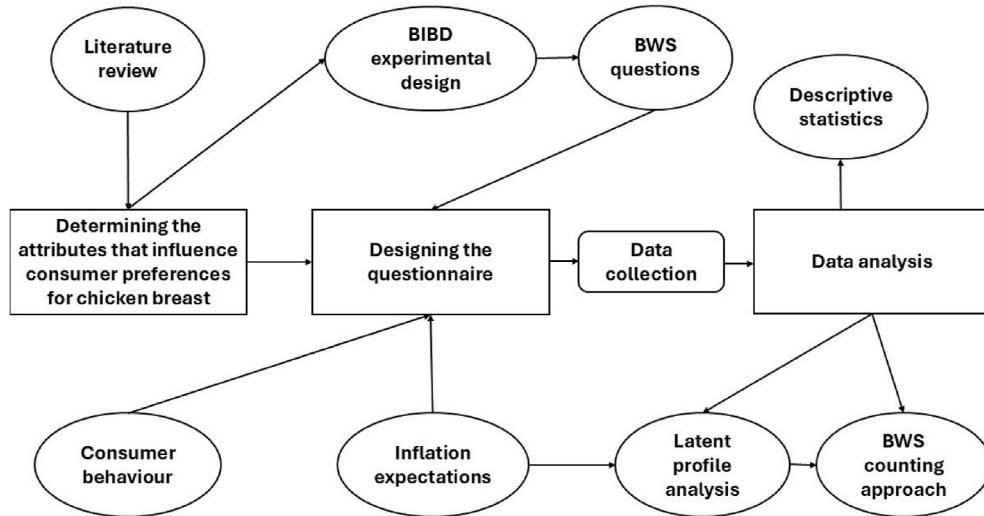 Literature
review
BIBD
experimental
design
BWS
questions
Descriptive
statistics
Determining the
attributes that influence
consumer preferences
for chicken breast
Designing the
questionnaire
Data
collection
Data analysis
Consumer
behaviour
Inflation
expectations
Latent
profile
analysis
BWS
counting
approach